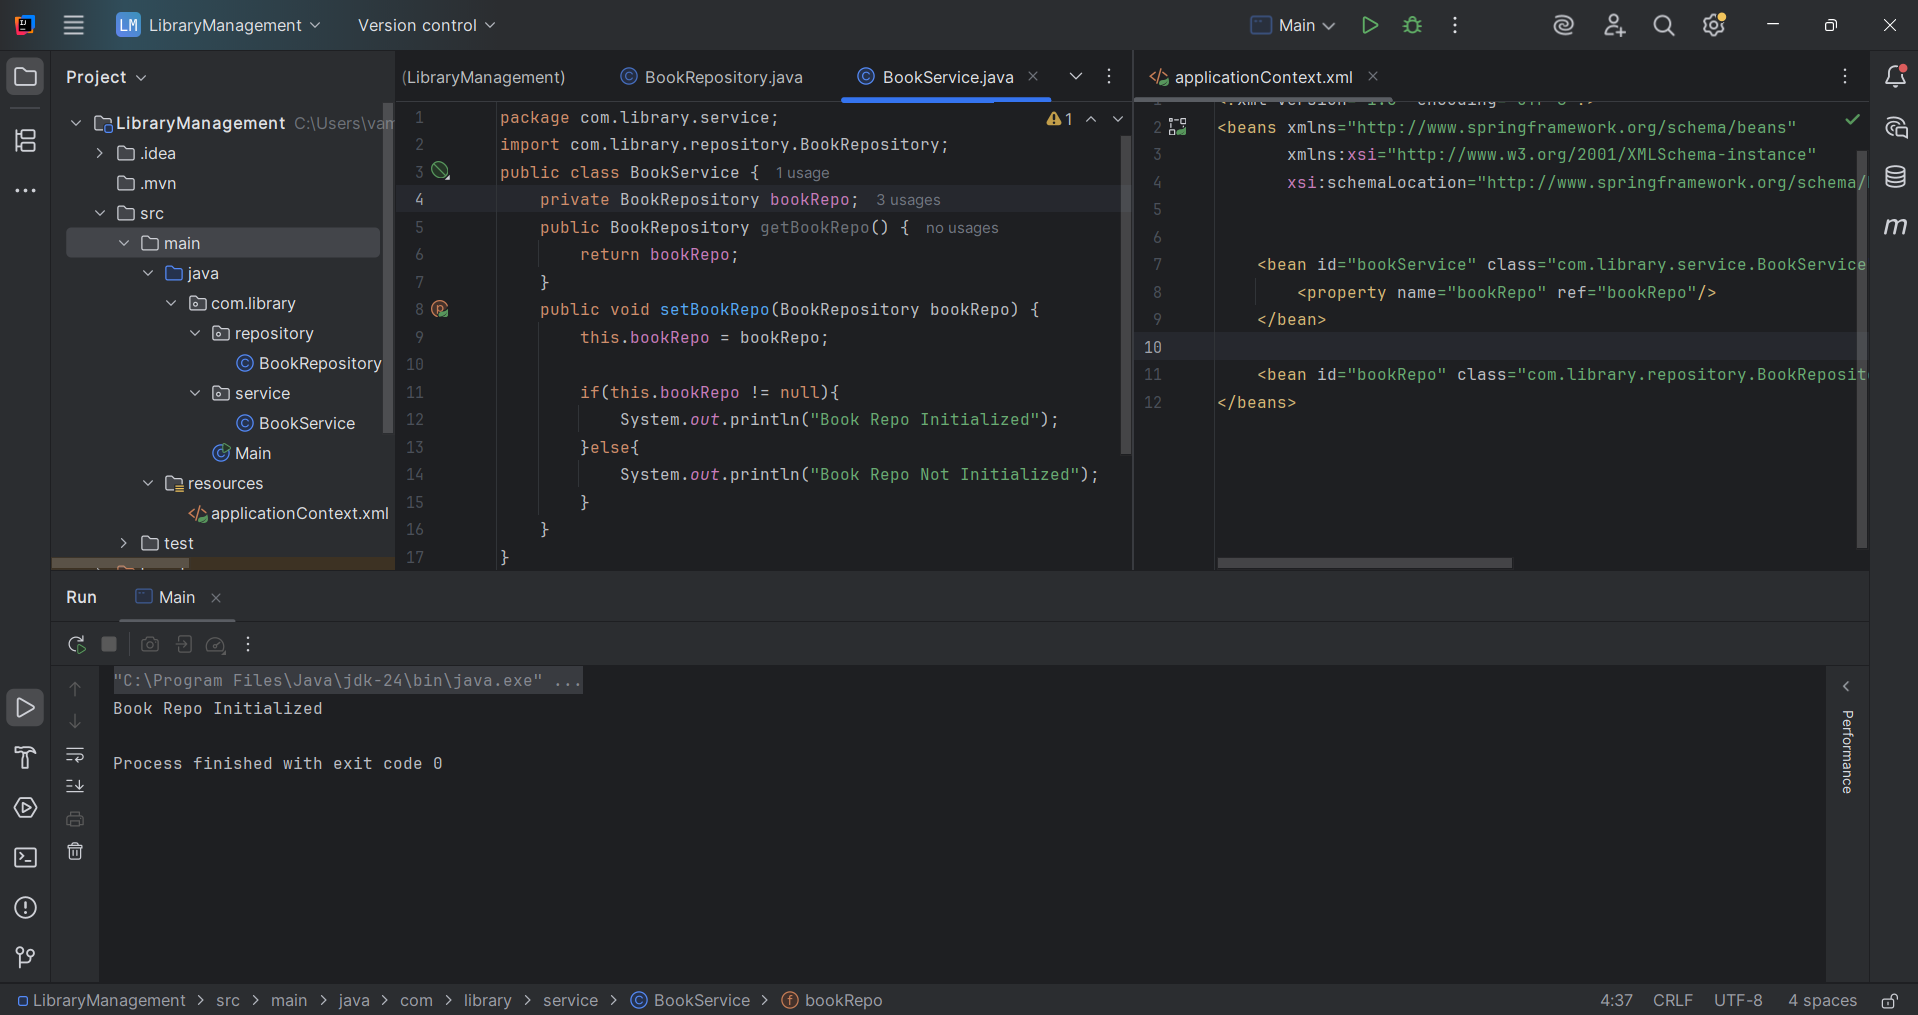 LM LibraryManagement Version control Main
Project
LibraryManagement C:\Users\vam
.idea
.mvn
src
main
java
com.library
repository
BookRepository
service
BookService
Main
resources
applicationContext.xml
test
(LibraryManagement) BookRepository.java BookService.java
1
1 package com.library.service;
2 import com.library.repository.BookRepository;
3 public class BookService { 1 usage
4 private BookRepository bookRepo; 3 usages
5 public BookRepository getBookRepo() { no usages
6 return bookRepo;
7 }
8 public void setBookRepo(BookRepository bookRepo) {
9 this.bookRepo = bookRepo;
10
11 if(this.bookRepo != null){
12 System.out.println("Book Repo Initialized");
13 }else{
14 System.out.println("Book Repo Not Initialized");
15 }
16 }
17 }
applicationContext.xml
2 <beans xmlns="http://www.springframework.org/schema/beans"
3 xmlns:xsi="http://www.w3.org/2001/XMLSchema-instance"
4 xsi:schemaLocation="http://www.springframework.org/schema/
5
6
7 <bean id="bookService" class="com.library.service.BookService
8 <property name="bookRepo" ref="bookRepo"/>
9 </bean>
10
11 <bean id="bookRepo" class="com.library.repository.BookReposit
12 </beans>
m
Run Main
"C:\Program Files\Java\jdk-24\bin\java.exe" ...
Book Repo Initialized
Process finished with exit code 0
Performance
LibraryManagement > src > main > java > com > library > service > BookService > bookRepo
4:37 CRLF UTF-8 4 spaces